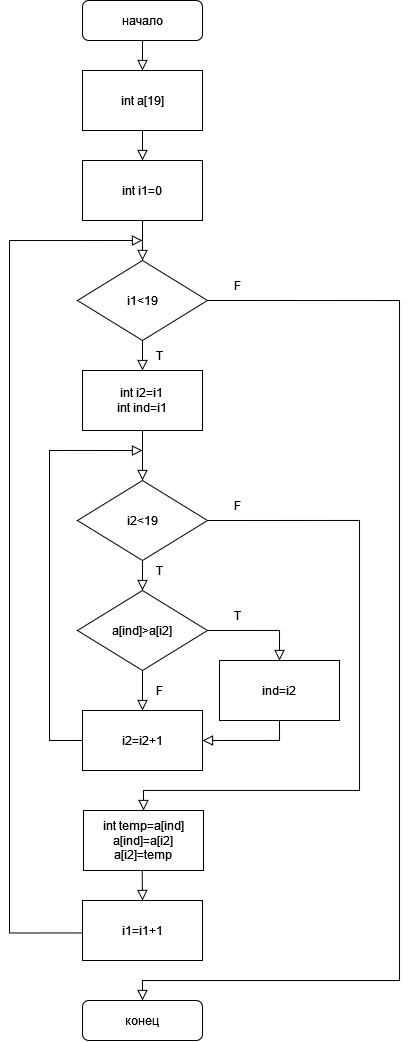 начало
int a[19]
int i1=0
i1<19
F
T
int i2=i1
int ind=i1
i2<19
F
T
a[ind]>a[i2]
T
F
ind=i2
i2=i2+1
int temp=a[ind]
a[ind]=a[i2]
a[i2]=temp
i1=i1+1
конец